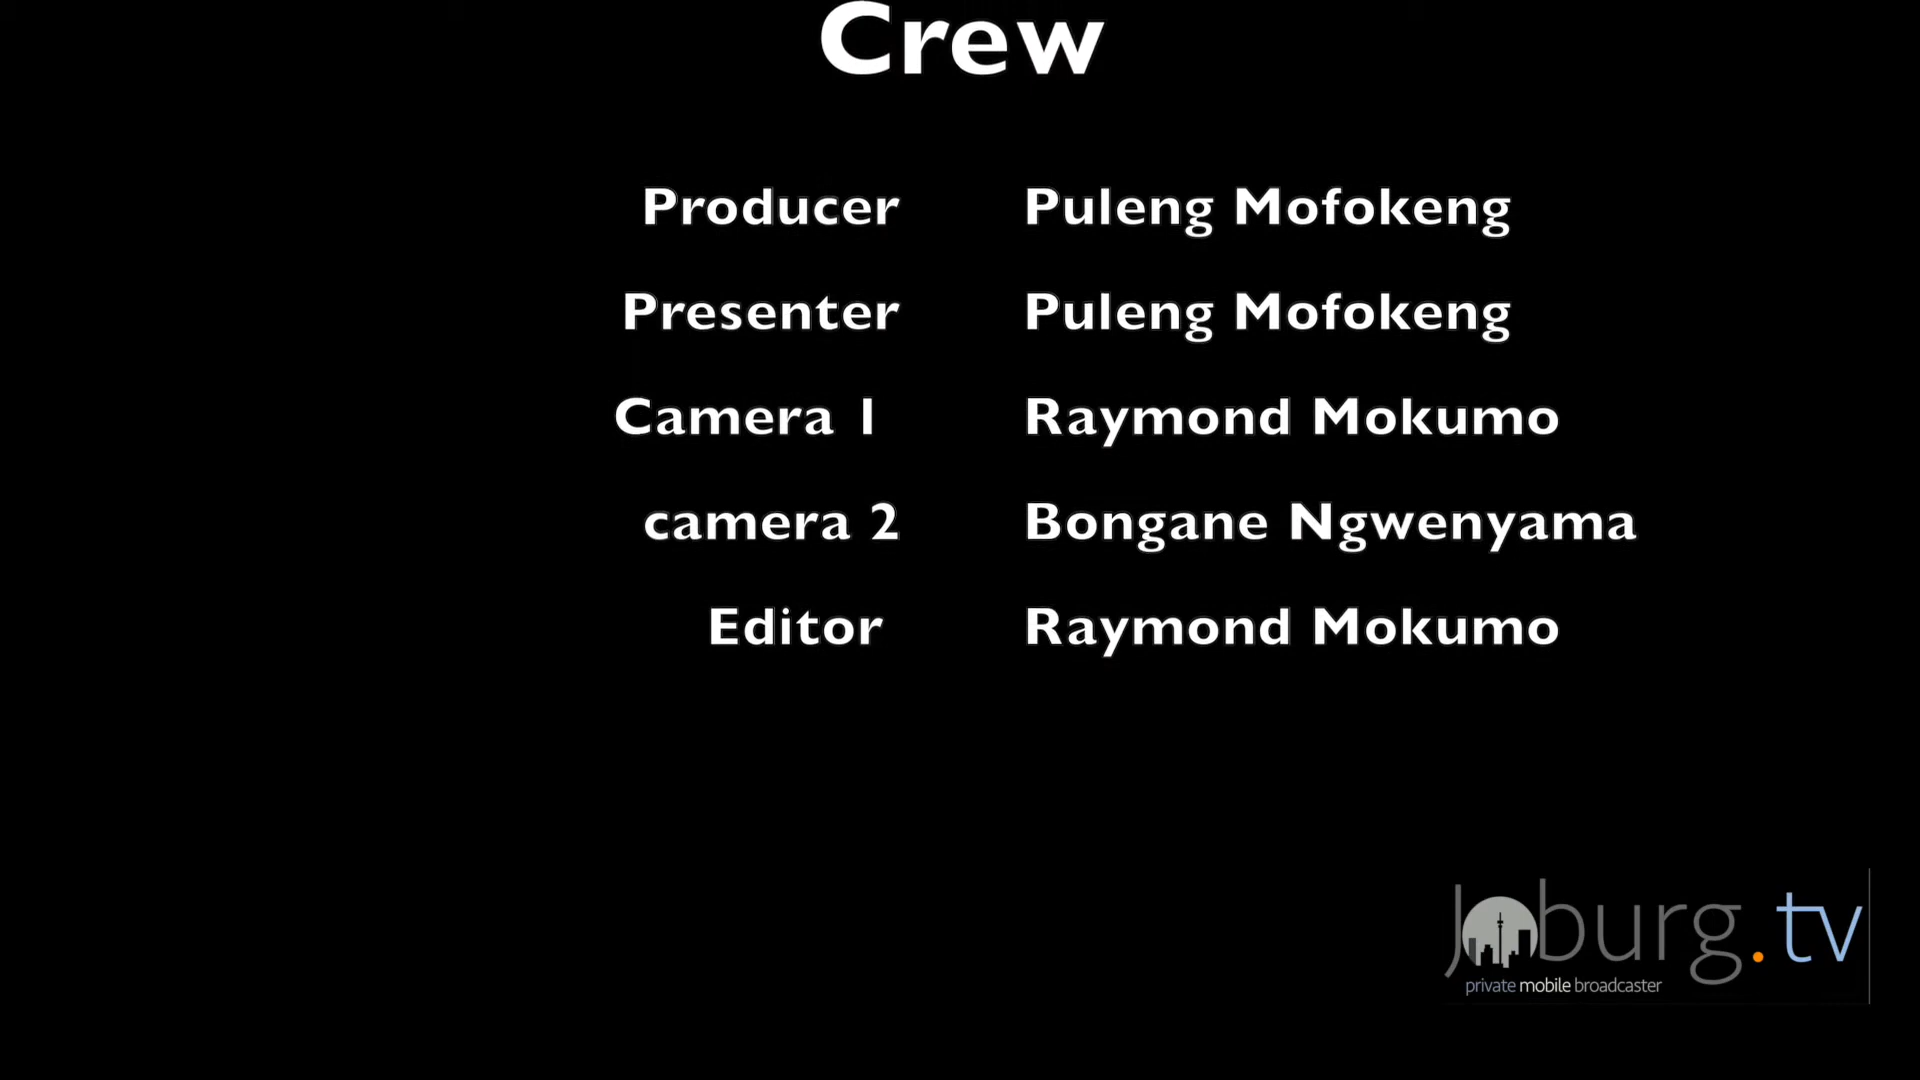 Crew
Producer Puleng Mofokeng
Presenter Puleng Mofokeng
Camera 1 Raymond Mokumo
camera 2 Bongane Ngwenyama
Editor Raymond Mokumo
Joburg.tv
private mobile broadcaster